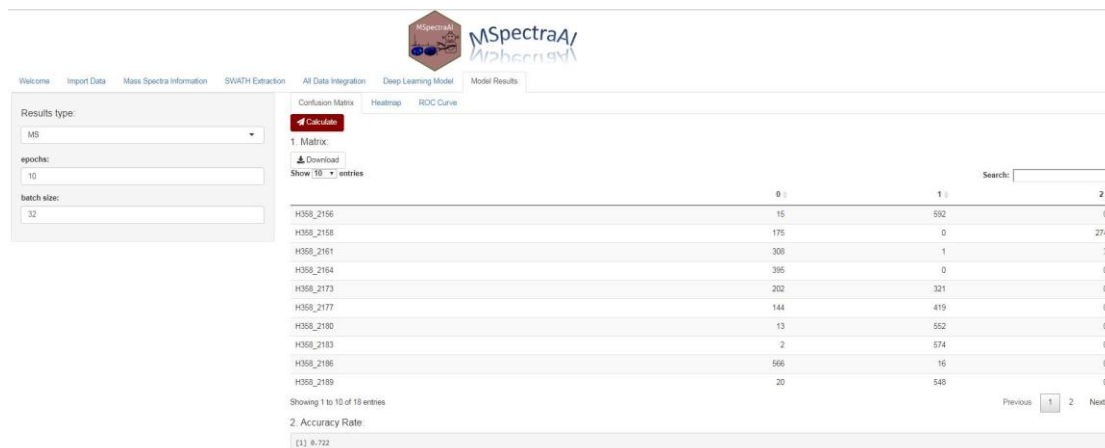 MSpectraAI
MSpectraAI
Welcome Import Data Mass Spectra Information SWATH Extraction All Data Integration Deep Learning Model Model Results
Results type:
MS
epochs:
10
batch size:
32
Confusion Matrix Heatmap ROC Curve
Calculate
1. Matrix:
Download
Show 10 entries
Search:
0 1 2
H358_2156 15 592
H358_2158 175 0 274
H358_2161 308 1
H358_2164 395 0
H358_2173 202 321
H358_2177 144 419
H358_2180 13 552
H358_2183 2 574
H358_2186 566 16
H358_2189 20 548
Showing 1 to 10 of 18 entries
Previous 1 2 Next
2. Accuracy Rate:
[1] 0.722